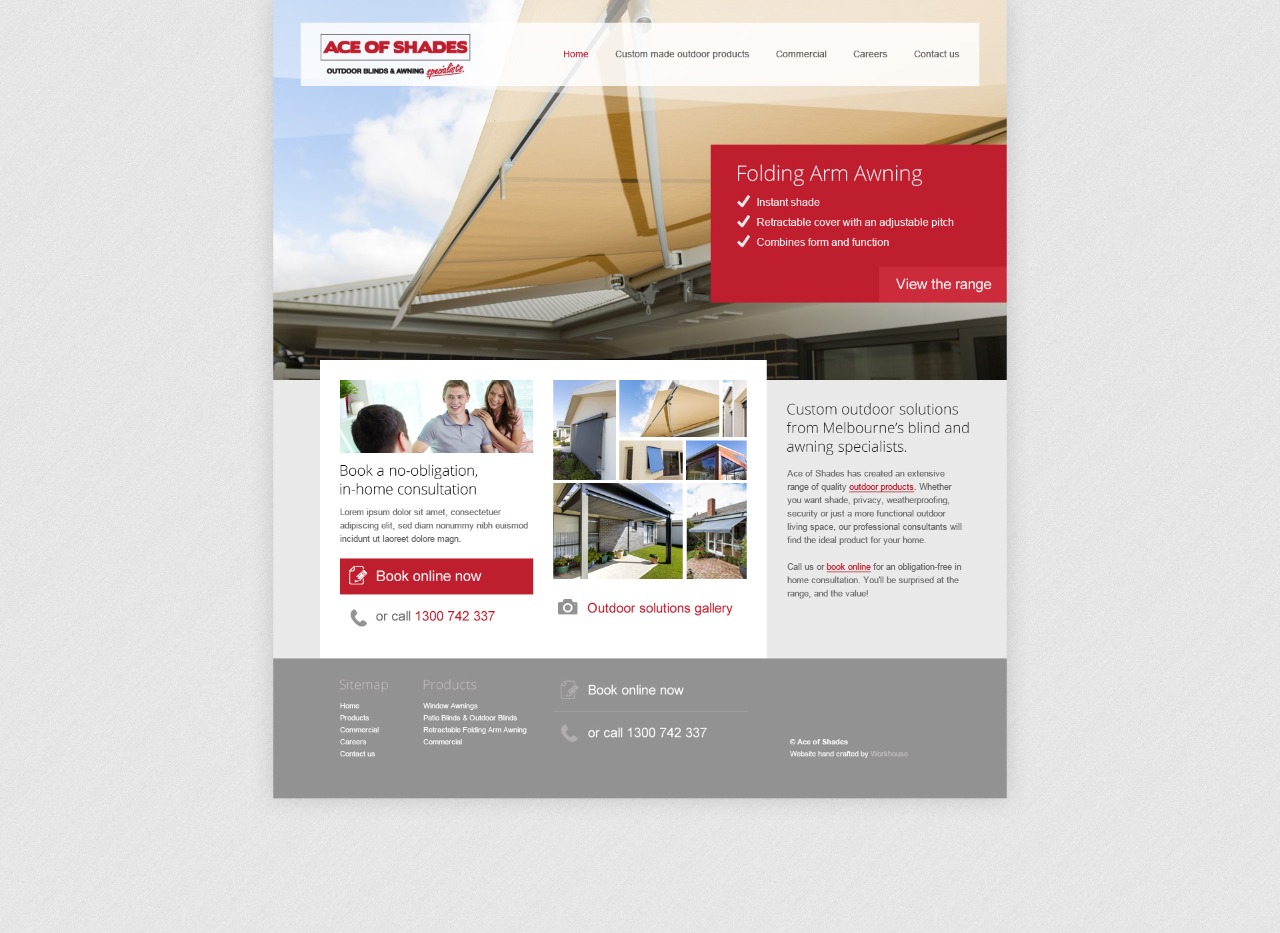 ACE OF SHADES
OUTDOOR BLINDS & AWNING specialists.
Home
Custom made outdoor products
Commercial
Careers
Contact us
Folding Arm Awning
Instant shade
Retractable cover with an adjustable pitch
Combines form and function
View the range
Book a no-obligation,
in-home consultation
Lorem ipsum dolor sit amet, consectetuer
adipiscing elit, sed diam nonummy nibh euismod
incidunt ut laoreet dolore magn.
Book online now
or call 1300 742 337
Outdoor solutions gallery
Custom outdoor solutions
from Melbourne's blind and
awning specialists.
Ace of Shades has created an extensive
range of quality outdoor products. Whether
you want shade, privacy, weatherproofing,
security or just a more functional outdoor
living space, our professional consultants will
find the ideal product for your home.
Call us or book online for an obligation-free in
home consultation. You'll be surprised at the
range, and the value!
Sitemap
Home
Products
Commercial
Careers
Contact us
Products
Window Awnings
Patio Blinds & Outdoor Blinds
Retractable Folding Arm Awning
Commercial
Book online now
or call 1300 742 337
© Ace of Shades
Website hand crafted by Workhouse